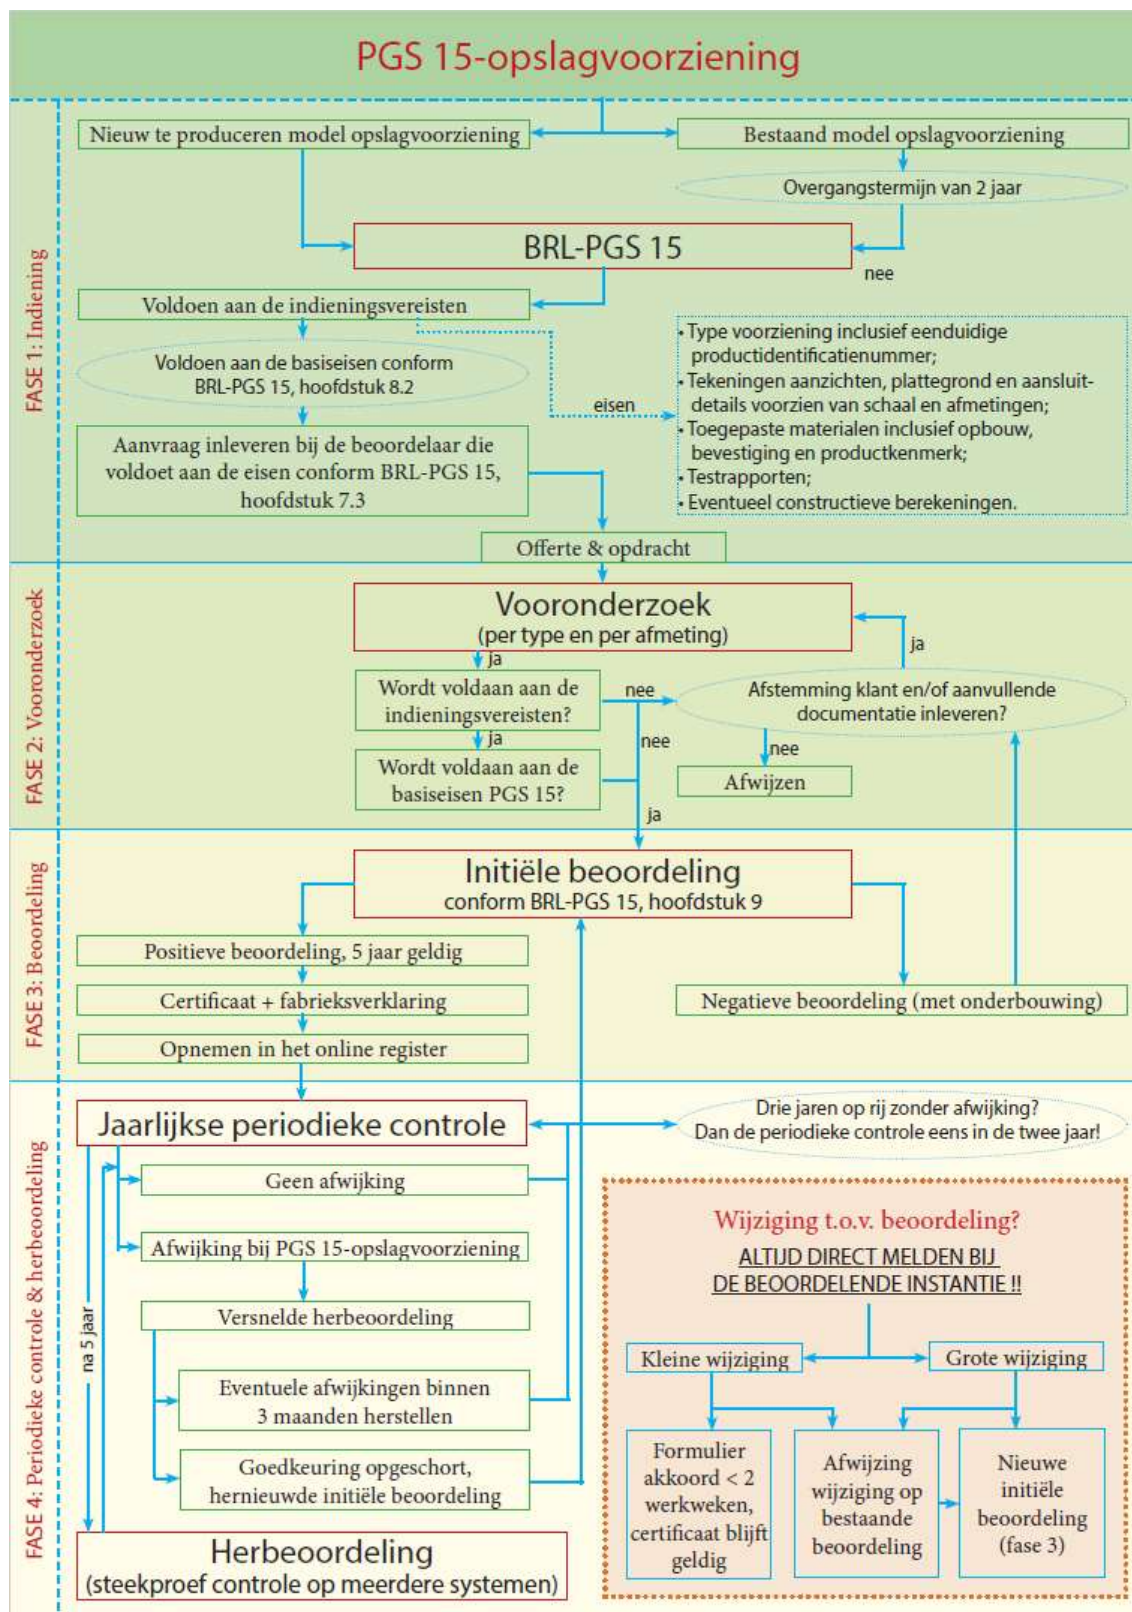 PGS 15-opslagvoorziening
FASE 1: Indiening
Nieuw te produceren model opslagvoorziening
Bestaand model opslagvoorziening
Overgangstermijn van 2 jaar
BRL-PGS 15
nee
Voldoen aan de indieningsvereisten
Voldoen aan de basiseisen conform
BRL-PGS 15, hoofdstuk 8.2
eisen
• Type voorziening inclusief eenduidige
productidentificatienummer;
• Tekeningen aanzichten, plattegrond en aansluit-
details voorzien van schaal en afmetingen;
• Toegepaste materialen inclusief opbouw,
bevestiging en productkenmerk;
• Testrapporten;
• Eventueel constructieve berekeningen.
Aanvraag inleveren bij de beoordelaar die
voldoet aan de eisen conform BRL-PGS 15,
hoofdstuk 7.3
Offerte & opdracht
FASE 2: Vooronderzoek
Vooronderzoek
(per type en per afmeting)
ja
ja
Wordt voldaan aan de
indieningsvereisten?
nee
Afstemming klant en/of aanvullende
documentatie inleveren?
ja
nee
nee
Wordt voldaan aan de
basiseisen PGS 15?
Afwijzen
ja
FASE 3: Beoordeling
Initiële beoordeling
conform BRL-PGS 15, hoofdstuk 9
Positieve beoordeling, 5 jaar geldig
Certificaat + fabrieksverklaring
Negatieve beoordeling (met onderbouwing)
Opnemen in het online register
FASE 4: Periodieke controle & herbeoordeling
Jaarlijkse periodieke controle
Drie jaren op rij zonder afwijking?
Dan de periodieke controle eens in de twee jaar!
Geen afwijking
Afwijking bij PGS 15-opslagvoorziening
Versnelde herbeoordeling
na 5 jaar
Eventuele afwijkingen binnen
3 maanden herstellen
Goedkeuring opgeschort,
hernieuwde initiële beoordeling
Herbeoordeling
(steekproef controle op meerdere systemen)
Wijziging t.o.v. beoordeling?
ALTIJD DIRECT MELDEN BIJ
DE BEOORDELENDE INSTANTIE !!
Kleine wijziging
Grote wijziging
Formulier
akkoord < 2
werkweken,
certificaat blijft
geldig
Afwijzing
wijziging op
bestaande
beoordeling
Nieuwe
initiële
beoordeling
(fase 3)